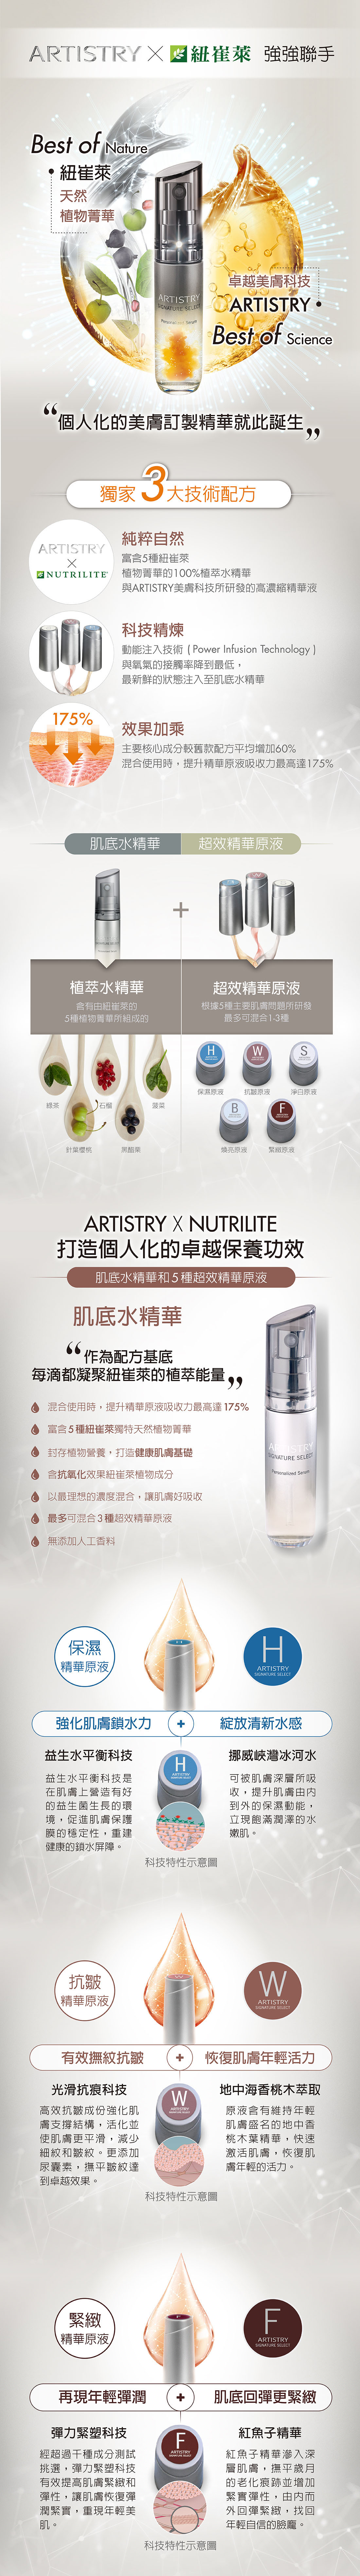 ARTISTRY × 紐崔萊 強強聯手
Best of Nature
紐崔萊
天然
植物菁華
卓越美膚科技
ARTISTRY
Best of Science
ARTISTRY
SIGNATURE SELECT
Personalized Serum
“個人化的美膚訂製精華就此誕生”
獨家3大技術配方
ARTISTRY
×
NUTRILITE
純粹自然
富含5種紐崔萊
植物菁華的100%植萃水精華
與ARTISTRY美膚科技所研發的高濃縮精華液
科技精煉
動能注入技術 ( Power Infusion Technology )
與氧氣的接觸率降到最低，
最新鮮的狀態注入至肌底水精華
175%
效果加乘
主要核心成分較舊款配方平均增加60%
混合使用時，提升精華原液吸收力最高達175%
肌底水精華
超效精華原液
+
植萃水精華
含有由紐崔萊的
5種植物菁華所組成的
超效精華原液
根據5種主要肌膚問題所研發
最多可混合1-3種
綠茶
石榴
菠菜
針葉櫻桃
黑醋栗
H
W
S
保濕原液
抗皺原液
淨白原液
B
F
煥亮原液
緊緻原液
ARTISTRY X NUTRILITE
打造個人化的卓越保養功效
肌底水精華和5種超效精華原液
肌底水精華
“作為配方基底
每滴都凝聚紐崔萊的植萃能量”
混合使用時，提升精華原液吸收力最高達 175%
富含5種紐崔萊獨特天然植物菁華
封存植物營養，打造健康肌膚基礎
含抗氧化效果紐崔萊植物成分
以最理想的濃度混合，讓肌膚好吸收
最多可混合3種超效精華原液
無添加人工香料
ARTISTRY
SIGNATURE SELECT
Personalized Serum
保濕
精華原液
H
ARTISTRY
SIGNATURE SELECT
強化肌膚鎖水力 + 綻放清新水感
益生水平衡科技
益生水平衡科技是
在肌膚上營造有好
的益生菌生長的環
境，促進肌膚保護
膜的穩定性，重建
健康的鎖水屏障。
H
ARTISTRY
科技特性示意圖
挪威峽灣冰河水
可被肌膚深層所吸
收，提升肌膚由內
到外的保濕動能，
立現飽滿潤澤的水
嫩肌。
抗皺
精華原液
W
ARTISTRY
SIGNATURE SELECT
有效撫紋抗皺 + 恢復肌膚年輕活力
光滑抗痕科技
高效抗皺成份強化肌
膚支撐結構，活化並
使肌膚更平滑，減少
細紋和皺紋。更添加
尿囊素，撫平皺紋達
到卓越效果。
W
ARTISTRY
科技特性示意圖
地中海香桃木萃取
原液含有維持年輕
肌膚盛名的地中香
桃木葉精華，快速
激活肌膚，恢復肌
膚年輕的活力。
緊緻
精華原液
F
ARTISTRY
SIGNATURE SELECT
再現年輕彈潤 + 肌底回彈更緊緻
彈力緊塑科技
經超過千種成分測試
挑選，彈力緊塑科技
有效提高肌膚緊緻和
彈性，讓肌膚恢復彈
潤緊實，重現年輕美
肌。
F
ARTISTRY
科技特性示意圖
紅魚子精華
紅魚子精華滲入深
層肌膚，撫平歲月
的老化痕跡並增加
緊實彈性，由內而
外回彈緊緻，找回
年輕自信的臉龐。